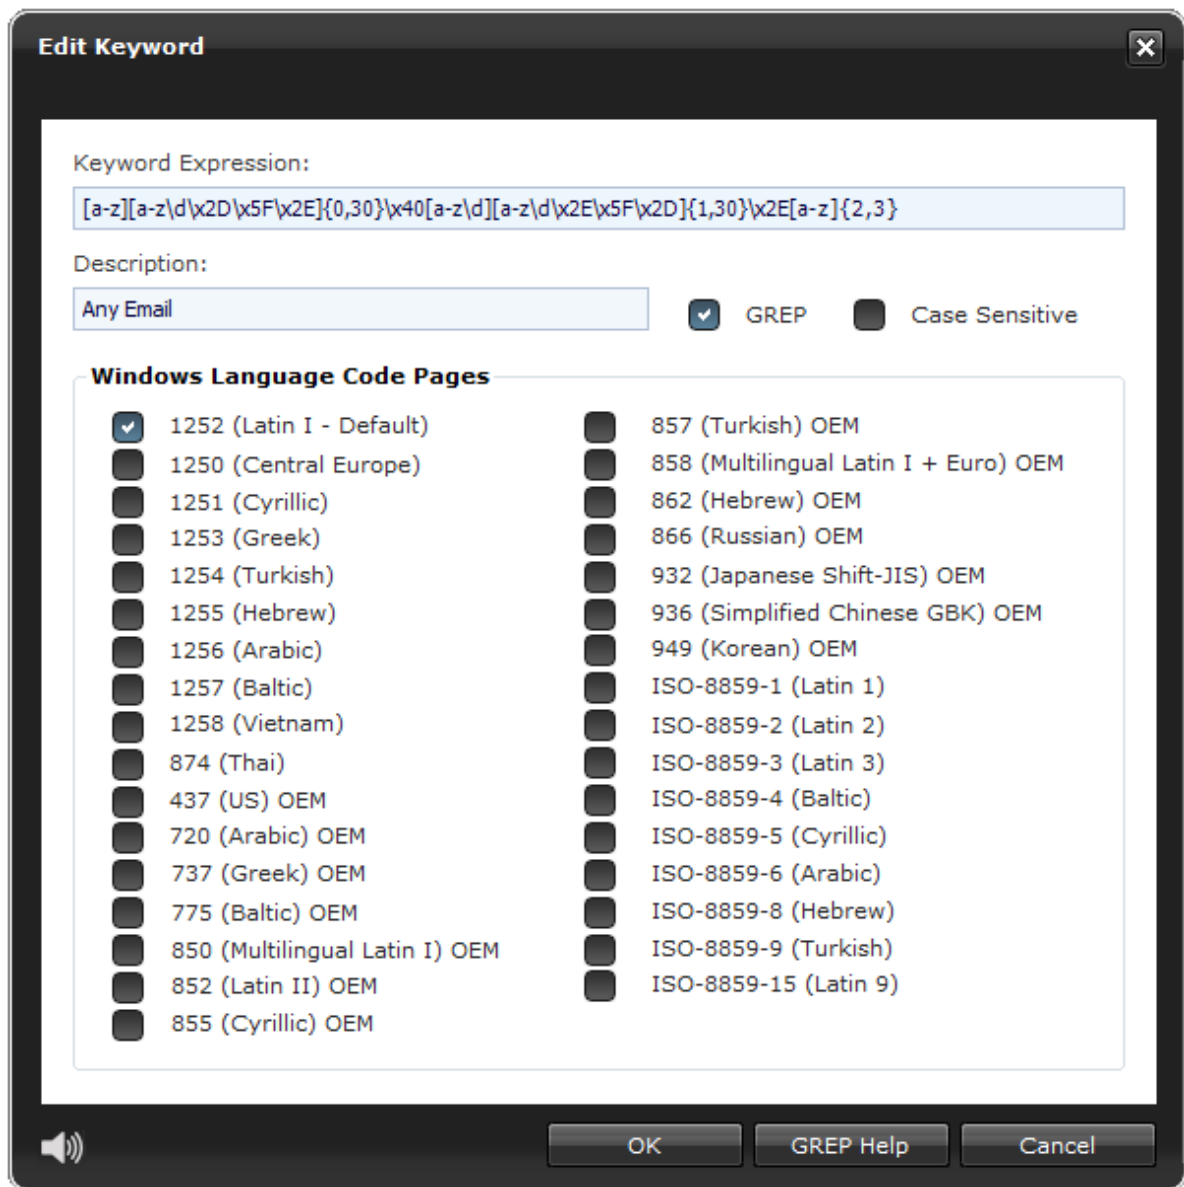 Edit Keyword
Keyword Expression:
[a-z][a-z\d\x2D\x5F\x2E]{0,30}\x40[a-z\d][a-z\d\x2E\x5F\x2D]{1,30}\x2E[a-z]{2,3}
Description:
Any Email
GREP
Case Sensitive
Windows Language Code Pages
1252 (Latin I - Default)
1250 (Central Europe)
1251 (Cyrillic)
1253 (Greek)
1254 (Turkish)
1255 (Hebrew)
1256 (Arabic)
1257 (Baltic)
1258 (Vietnam)
874 (Thai)
437 (US) OEM
720 (Arabic) OEM
737 (Greek) OEM
775 (Baltic) OEM
850 (Multilingual Latin I) OEM
852 (Latin II) OEM
855 (Cyrillic) OEM
857 (Turkish) OEM
858 (Multilingual Latin I + Euro) OEM
862 (Hebrew) OEM
866 (Russian) OEM
932 (Japanese Shift-JIS) OEM
936 (Simplified Chinese GBK) OEM
949 (Korean) OEM
ISO-8859-1 (Latin 1)
ISO-8859-2 (Latin 2)
ISO-8859-3 (Latin 3)
ISO-8859-4 (Baltic)
ISO-8859-5 (Cyrillic)
ISO-8859-6 (Arabic)
ISO-8859-8 (Hebrew)
ISO-8859-9 (Turkish)
ISO-8859-15 (Latin 9)
OK
GREP Help
Cancel